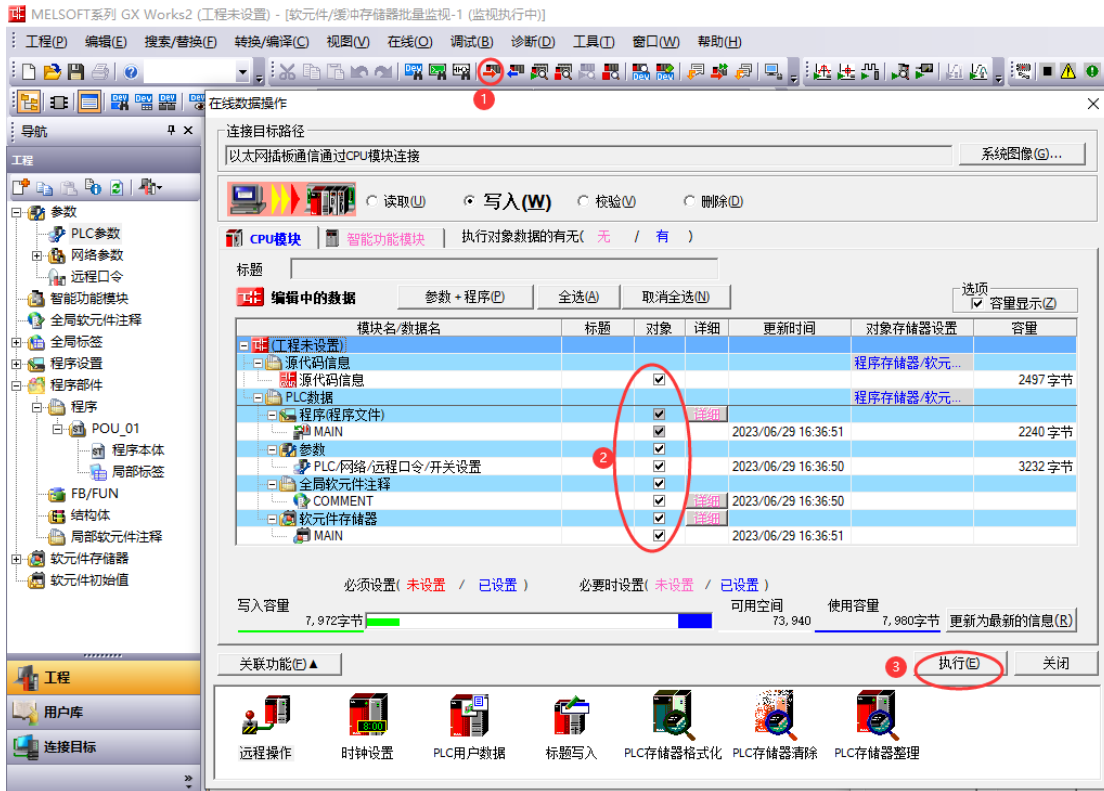 MELSOFT系列 GX Works2 (工程未设置) - [软元件/缓冲存储器批量监视-1 (监视执行中)]
工程(P) 编辑(E) 搜索/替换(F) 转换/编译(C) 视图(V) 在线(O) 调试(B) 诊断(D) 工具(T) 窗口(W) 帮助(H)
1
导航
在线数据操作
工程
连接目标路径
以太网插板通信通过CPU模块连接
系统图像(G)...
读取(U) 写入(W) 校验(V) 删除(D)
CPU模块 智能功能模块 执行对象数据的有无( 无 / 有 )
标题
编辑中的数据 参数+程序(P) 全选(A) 取消全选(N)
选项
容量显示(Z)
模块名/数据名 标题 对象 详细 更新时间 对象存储器设置 容量
(工程未设置)
源代码信息 程序存储器/软元...
源代码信息 2497 字节
PLC数据 程序存储器/软元...
程序(程序文件) 详细
MAIN 2023/06/29 16:36:51 2240 字节
参数
2
PLC/网络/远程口令/开关设置 2023/06/29 16:36:50 3232 字节
全局软元件注释
COMMENT 详细 2023/06/29 16:36:50
软元件存储器 详细
MAIN 2023/06/29 16:36:51
必须设置( 未设置 / 已设置 ) 必要时设置( 未设置 / 已设置 )
写入容量 可用空间 使用容量
7,972字节 73,940 7,980字节 更新为最新的信息(R)
关联功能(F)▲ 3 执行(E) 关闭
远程操作 时钟设置 PLC用户数据 标题写入 PLC存储器格式化 PLC存储器清除 PLC存储器整理
参数
PLC参数
网络参数
远程口令
智能功能模块
全局软元件注释
全局标签
程序设置
程序部件
程序
POU_01
程序本体
局部标签
FB/FUN
结构体
局部软元件注释
软元件存储器
软元件初始值
工程
用户库
连接目标